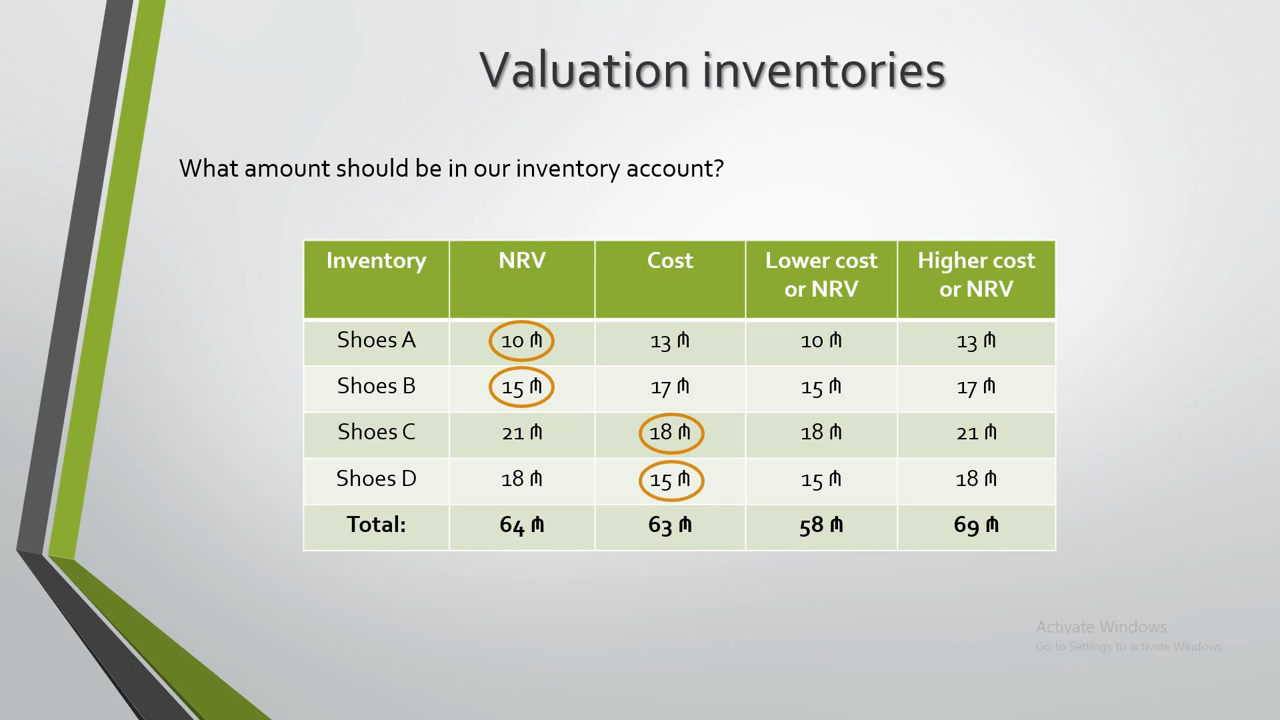 Valuation inventories
What amount should be in our inventory account?
Inventory NRV Cost Lower cost or NRV Higher cost or NRV
Shoes A 10 ₼ 13 ₼ 10 ₼ 13 ₼
Shoes B 15 ₼ 17 ₼ 15 ₼ 17 ₼
Shoes C 21 ₼ 18 ₼ 18 ₼ 21 ₼
Shoes D 18 ₼ 15 ₼ 15 ₼ 18 ₼
Total: 64 ₼ 63 ₼ 58 ₼ 69 ₼
Activate Windows
Go to Settings to activate Windows.